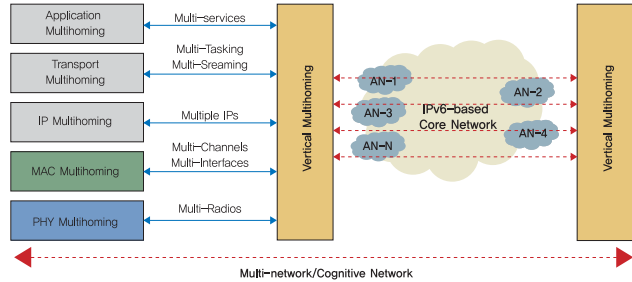 Application
Multihoming
Multi-services
Transport
Multihoming
Multi-Tasking
Multi-Sreaming
IP Multihoming
Multiple IPs
MAC Multihoming
Multi-Channels
Multi-Interfaces
PHY Multihoming
Multi-Radios
Vertical Multihoming
AN-1
AN-2
AN-3
IPv6-based
Core Network
AN-4
AN-N
Vertical Multihoming
Multi-network/Cognitive Network